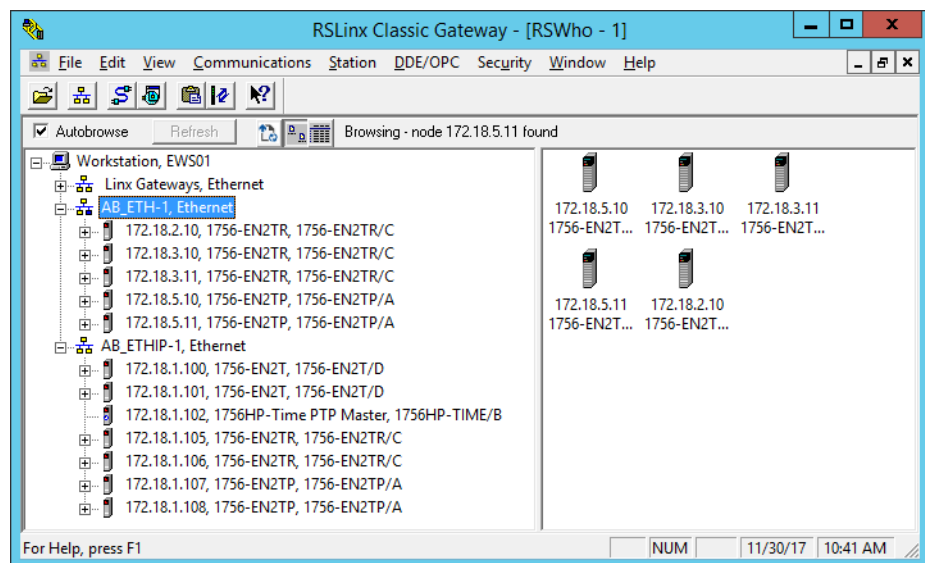 RSLinx Classic Gateway - [RSWho - 1]
File Edit View Communications Station DDE/OPC Security Window Help
Autobrowse Refresh Browsing - node 172.18.5.11 found
Workstation, EWS01
Linx Gateways, Ethernet
AB_ETH-1, Ethernet
172.18.2.10, 1756-EN2TR, 1756-EN2TR/C
172.18.3.10, 1756-EN2TR, 1756-EN2TR/C
172.18.3.11, 1756-EN2TR, 1756-EN2TR/C
172.18.5.10, 1756-EN2TP, 1756-EN2TP/A
172.18.5.11, 1756-EN2TP, 1756-EN2TP/A
AB_ETHIP-1, Ethernet
172.18.1.100, 1756-EN2T, 1756-EN2T/D
172.18.1.101, 1756-EN2T, 1756-EN2T/D
172.18.1.102, 1756HP-Time PTP Master, 1756HP-TIME/B
172.18.1.105, 1756-EN2TR, 1756-EN2TR/C
172.18.1.106, 1756-EN2TR, 1756-EN2TR/C
172.18.1.107, 1756-EN2TP, 1756-EN2TP/A
172.18.1.108, 1756-EN2TP, 1756-EN2TP/A
172.18.5.10 172.18.3.10 172.18.3.11
1756-EN2T... 1756-EN2T... 1756-EN2T...
172.18.5.11 172.18.2.10
1756-EN2T... 1756-EN2T...
For Help, press F1 NUM 11/30/17 10:41 AM